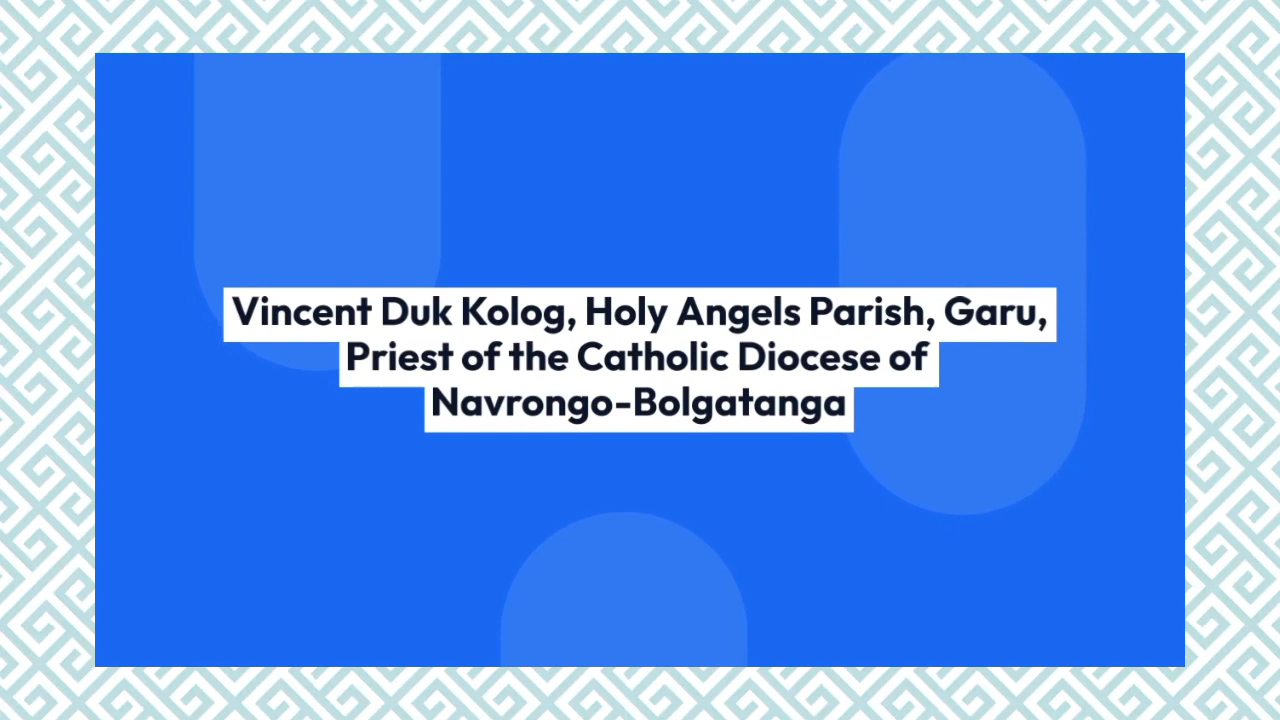 Vincent Duk Kolog, Holy Angels Parish, Garu,
Priest of the Catholic Diocese of
Navrongo-Bolgatanga